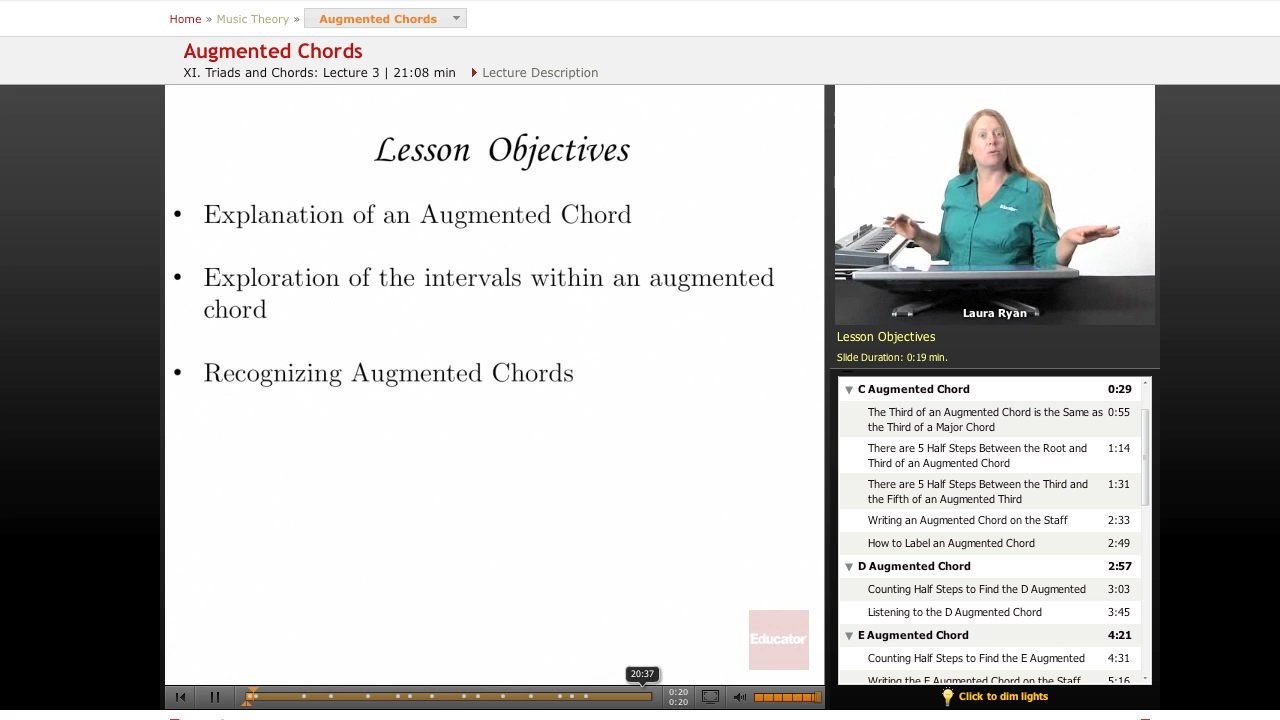 Home » Music Theory » Augmented Chords
Augmented Chords
XI. Triads and Chords: Lecture 3 | 21:08 min Lecture Description
Lesson Objectives
• Explanation of an Augmented Chord
• Exploration of the intervals within an augmented
chord
• Recognizing Augmented Chords
Educator
20:37
0:20
0:20
Laura Ryan
Lesson Objectives
Slide Duration: 0:19 min.
C Augmented Chord 0:29
The Third of an Augmented Chord is the Same as 0:55
the Third of a Major Chord
There are 5 Half Steps Between the Root and 1:14
Third of an Augmented Chord
There are 5 Half Steps Between the Third and 1:31
the Fifth of an Augmented Third
Writing an Augmented Chord on the Staff 2:33
How to Label an Augmented Chord 2:49
D Augmented Chord 2:57
Counting Half Steps to Find the D Augmented 3:03
Listening to the D Augmented Chord 3:45
E Augmented Chord 4:21
Counting Half Steps to Find the E Augmented 4:31
Writing the E Augmented Chord on the Staff 5:16
Click to dim lights